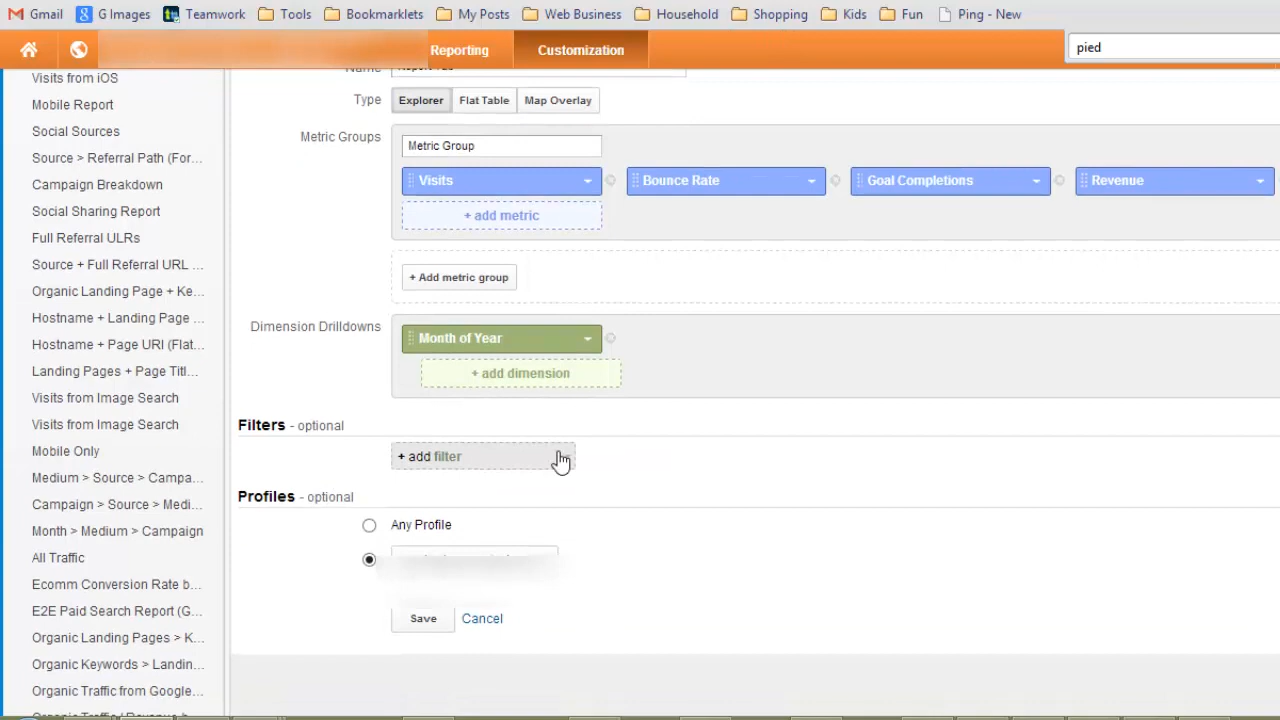 Gmail G Images Teamwork Tools Bookmarklets My Posts Web Business Household Shopping Kids Fun Ping - New
Reporting Customization pied
Visits from iOS
Mobile Report
Social Sources
Source > Referral Path (For...
Campaign Breakdown
Social Sharing Report
Full Referral ULRs
Source + Full Referral URL ...
Organic Landing Page + Ke...
Hostname + Landing Page ...
Hostname + Page URI (Flat...
Landing Pages + Page Titl...
Visits from Image Search
Visits from Image Search
Mobile Only
Medium > Source > Campa...
Campaign > Source > Medi...
Month > Medium > Campaign
All Traffic
Ecomm Conversion Rate b...
E2E Paid Search Report (G...
Organic Landing Pages > K...
Organic Keywords > Landin...
Organic Traffic from Google...
Name
Type Explorer Flat Table Map Overlay
Metric Groups
Metric Group
Visits Bounce Rate Goal Completions Revenue
+ add metric
+ Add metric group
Dimension Drilldowns
Month of Year
+ add dimension
Filters - optional
+ add filter
Profiles - optional
Any Profile
Save Cancel